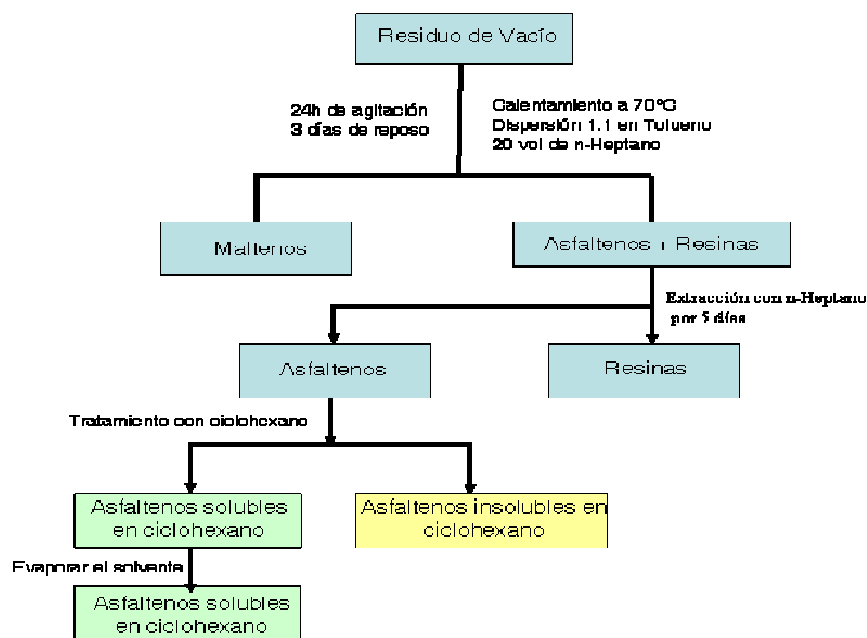 Residuo de Vacío
24h de agitación
3 días de reposo
Calentamiento a 70°C
Dispersión 1:1 en Tolueno
20 vol de n-Heptano
Maltenos
Asfaltenos + Resinas
Extracción con n-Heptano
por 5 días
Asfaltenos
Resinas
Tratamiento con ciclohexano
Asfaltenos solubles
en ciclohexano
Asfaltenos insolubles en
ciclohexano
Evaporar el solvente
Asfaltenos solubles
en ciclohexano